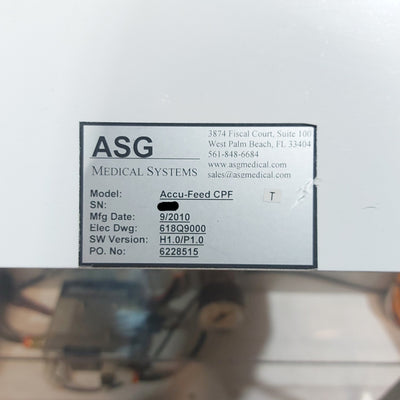 ASG
MEDICAL SYSTEMS
3874 Fiscal Court, Suite 100
West Palm Beach, FL 33404
561-848-6684
www.asgmedical.com
sales@asgmedical.com
Model: Accu-Feed CPF T
SN:
Mfg Date: 9/2010
Elec Dwg: 618Q9000
SW Version: H1.0/P1.0
PO. No: 6228515